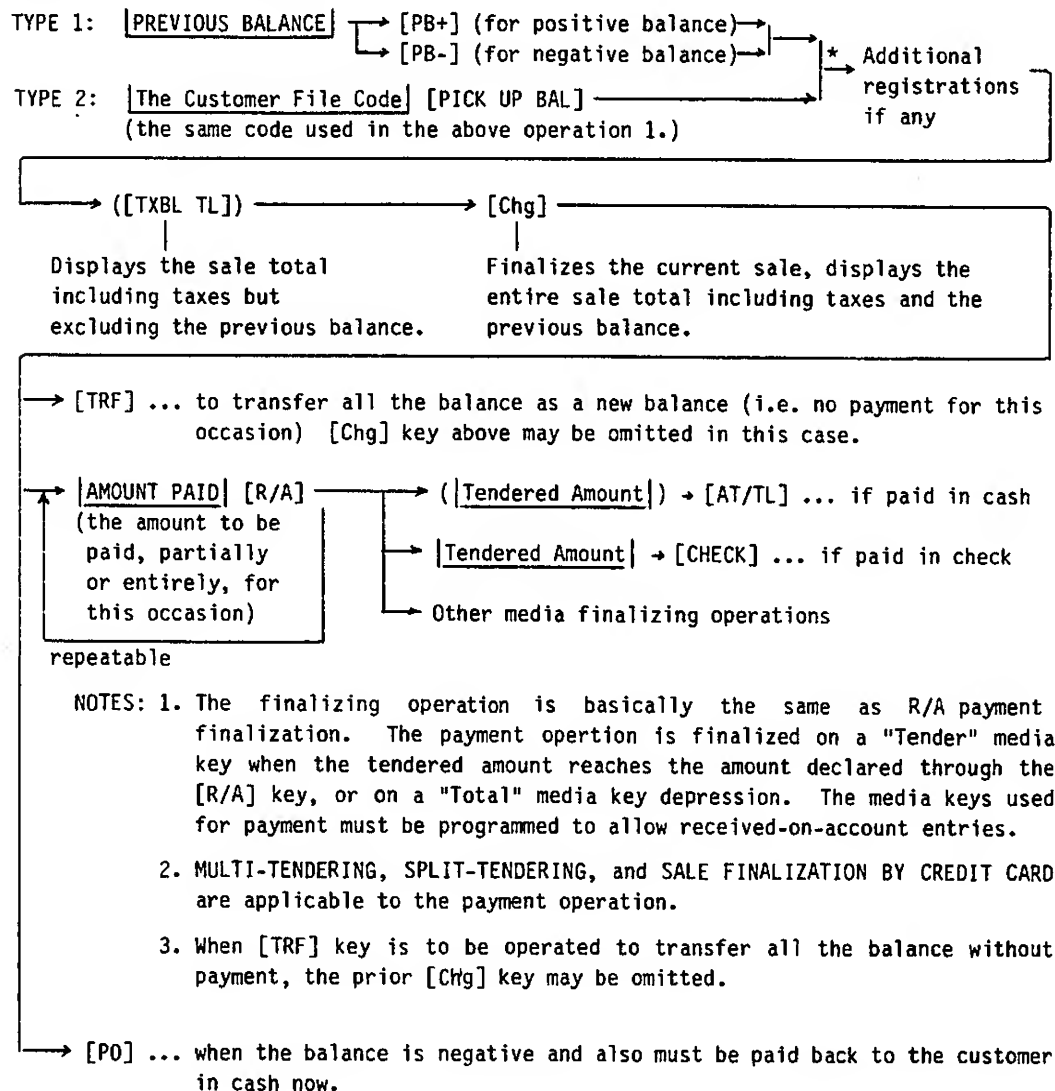 TYPE 1: PREVIOUS BALANCE → [PB+] (for positive balance)→
→ [PB-] (for negative balance)→
* Additional registrations if any
TYPE 2: The Customer File Code [PICK UP BAL]
(the same code used in the above operation 1.)
→ ([TXBL TL]) → [Chg]
Displays the sale total
including taxes but
excluding the previous balance.
Finalizes the current sale, displays the
entire sale total including taxes and the
previous balance.
→ [TRF] ... to transfer all the balance as a new balance (i.e. no payment for this
occasion) [Chg] key above may be omitted in this case.
→ AMOUNT PAID [R/A] → (Tendered Amount) → [AT/TL] ... if paid in cash
(the amount to be
paid, partially
or entirely, for
this occasion)
→ Tendered Amount → [CHECK] ... if paid in check
→ Other media finalizing operations
repeatable
NOTES: 1. The finalizing operation is basically the same as R/A payment
finalization. The payment opertion is finalized on a "Tender" media
key when the tendered amount reaches the amount declared through the
[R/A] key, or on a "Total" media key depression. The media keys used
for payment must be programmed to allow received-on-account entries.
2. MULTI-TENDERING, SPLIT-TENDERING, and SALE FINALIZATION BY CREDIT CARD
are applicable to the payment operation.
3. When [TRF] key is to be operated to transfer all the balance without
payment, the prior [Chg] key may be omitted.
→ [PO] ... when the balance is negative and also must be paid back to the customer
in cash now.